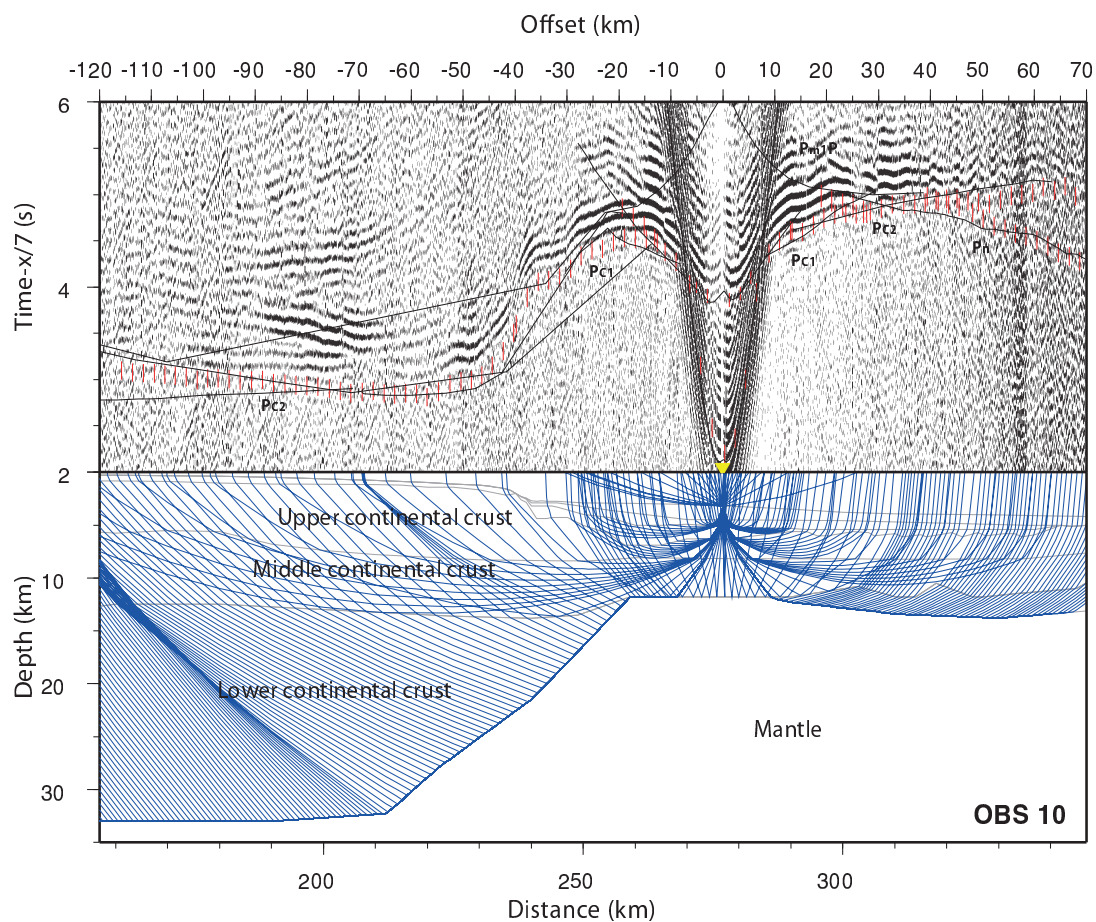 Offset (km)
-120 -110 -100 -90 -80 -70 -60 -50 -40 -30 -20 -10 0 10 20 30 40 50 60 70
6
Pm1P
Pc2
Pn
Pc1
Pc1
4
Time-x/7 (s)
Pc2
2
Upper continental crust
Middle continental crust
10
Depth (km)
20
Lower continental crust
Mantle
30
OBS 10
200 250 300
Distance (km)